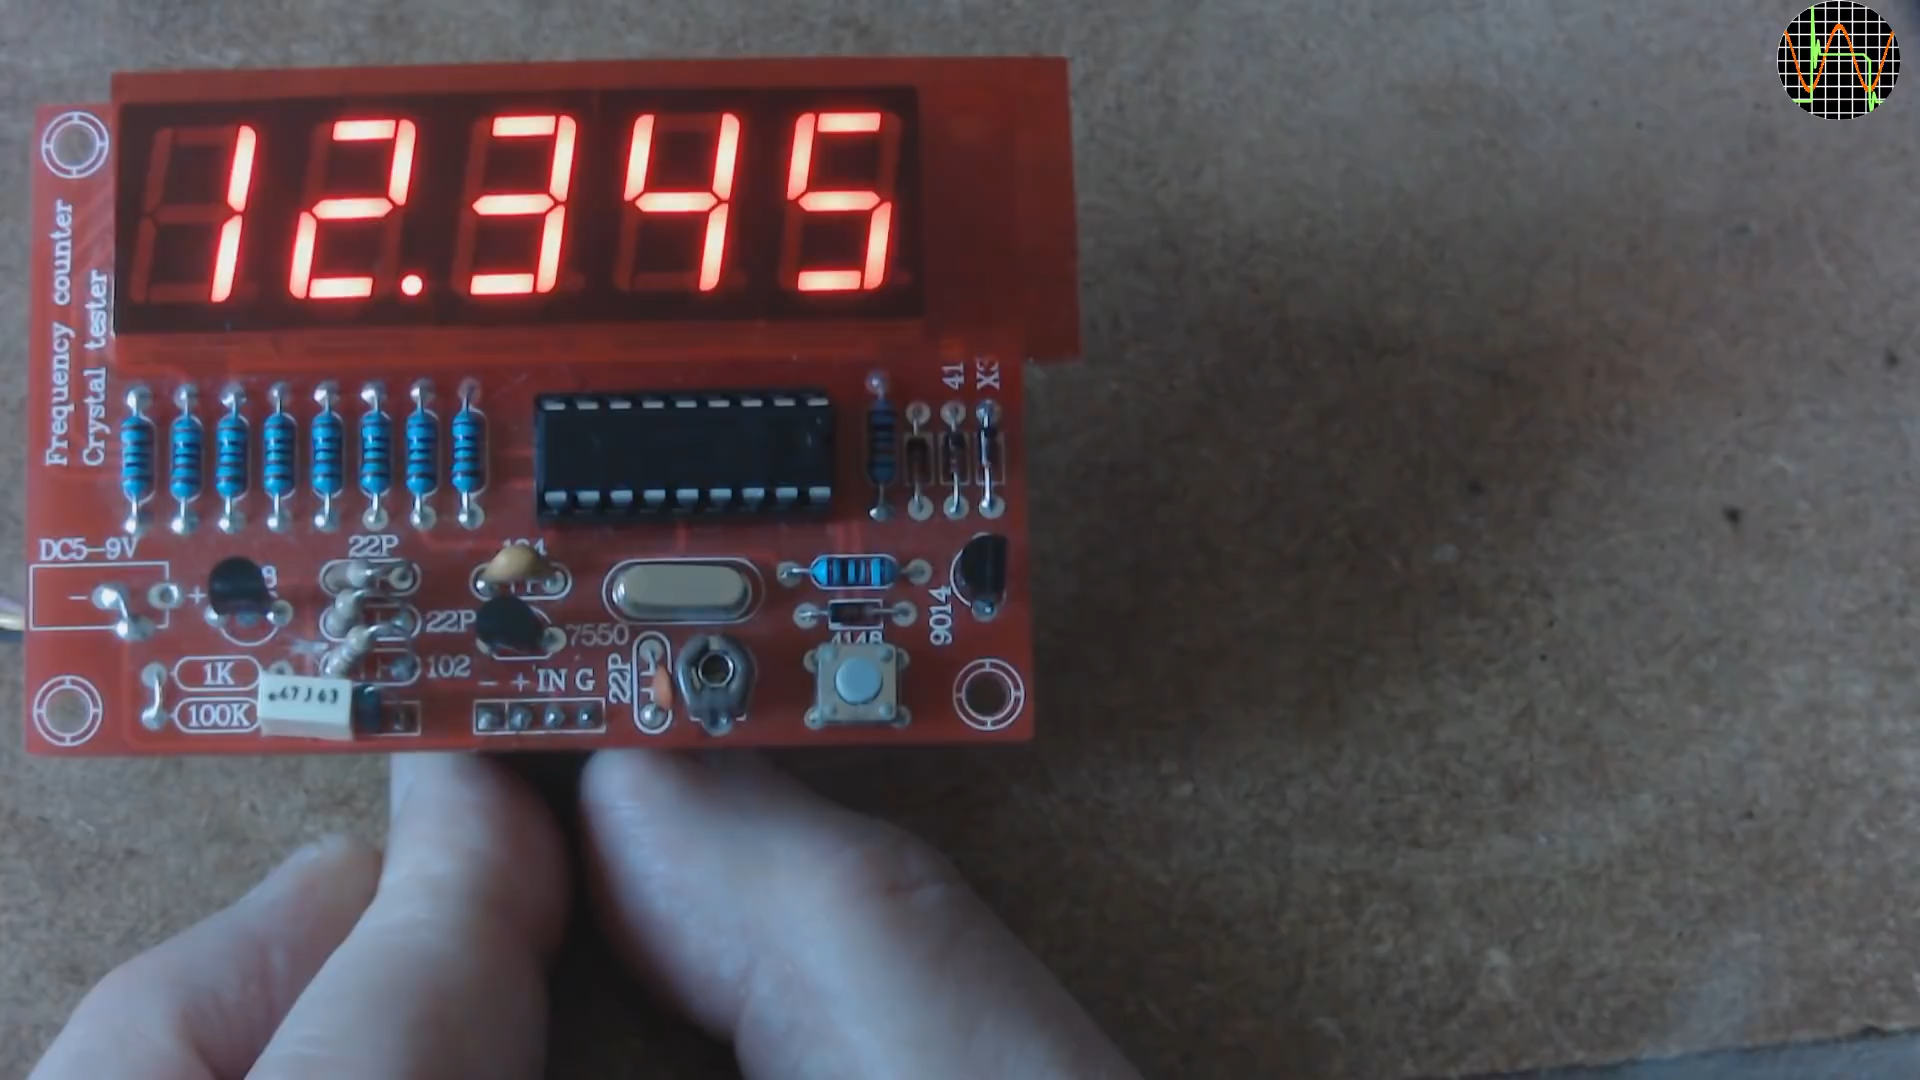 12.345
Frequency counter
Crystal tester
41
DC5-9V
22P
- +
22P
7550
9014
4148
1K
102
- + IN G
22P
100K
.47J63